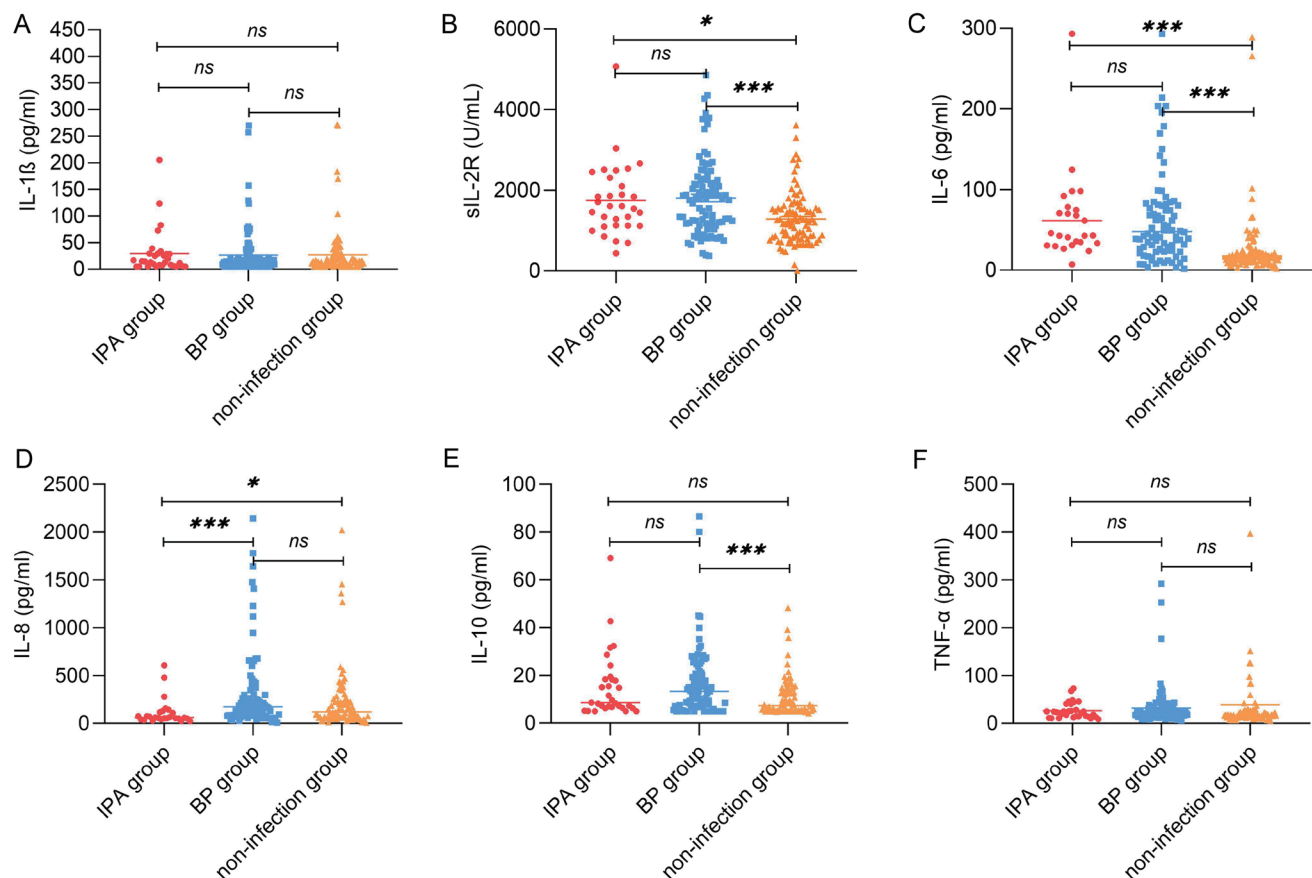 A
IL-1ß (pg/ml)
450
400
350
300
250
200
150
100
50
0
ns
ns
ns
IPA group
BP group
non-infection group
B
sIL-2R (U/mL)
6000
4000
2000
0
*
ns
***
IPA group
BP group
non-infection group
C
IL-6 (pg/ml)
300
200
100
0
***
ns
***
IPA group
BP group
non-infection group
D
IL-8 (pg/ml)
2500
2000
1500
1000
500
0
*
***
ns
IPA group
BP group
non-infection group
E
IL-10 (pg/ml)
100
80
60
40
20
0
ns
ns
***
IPA group
BP group
non-infection group
F
TNF-α (pg/ml)
500
400
300
200
100
0
ns
ns
ns
IPA group
BP group
non-infection group